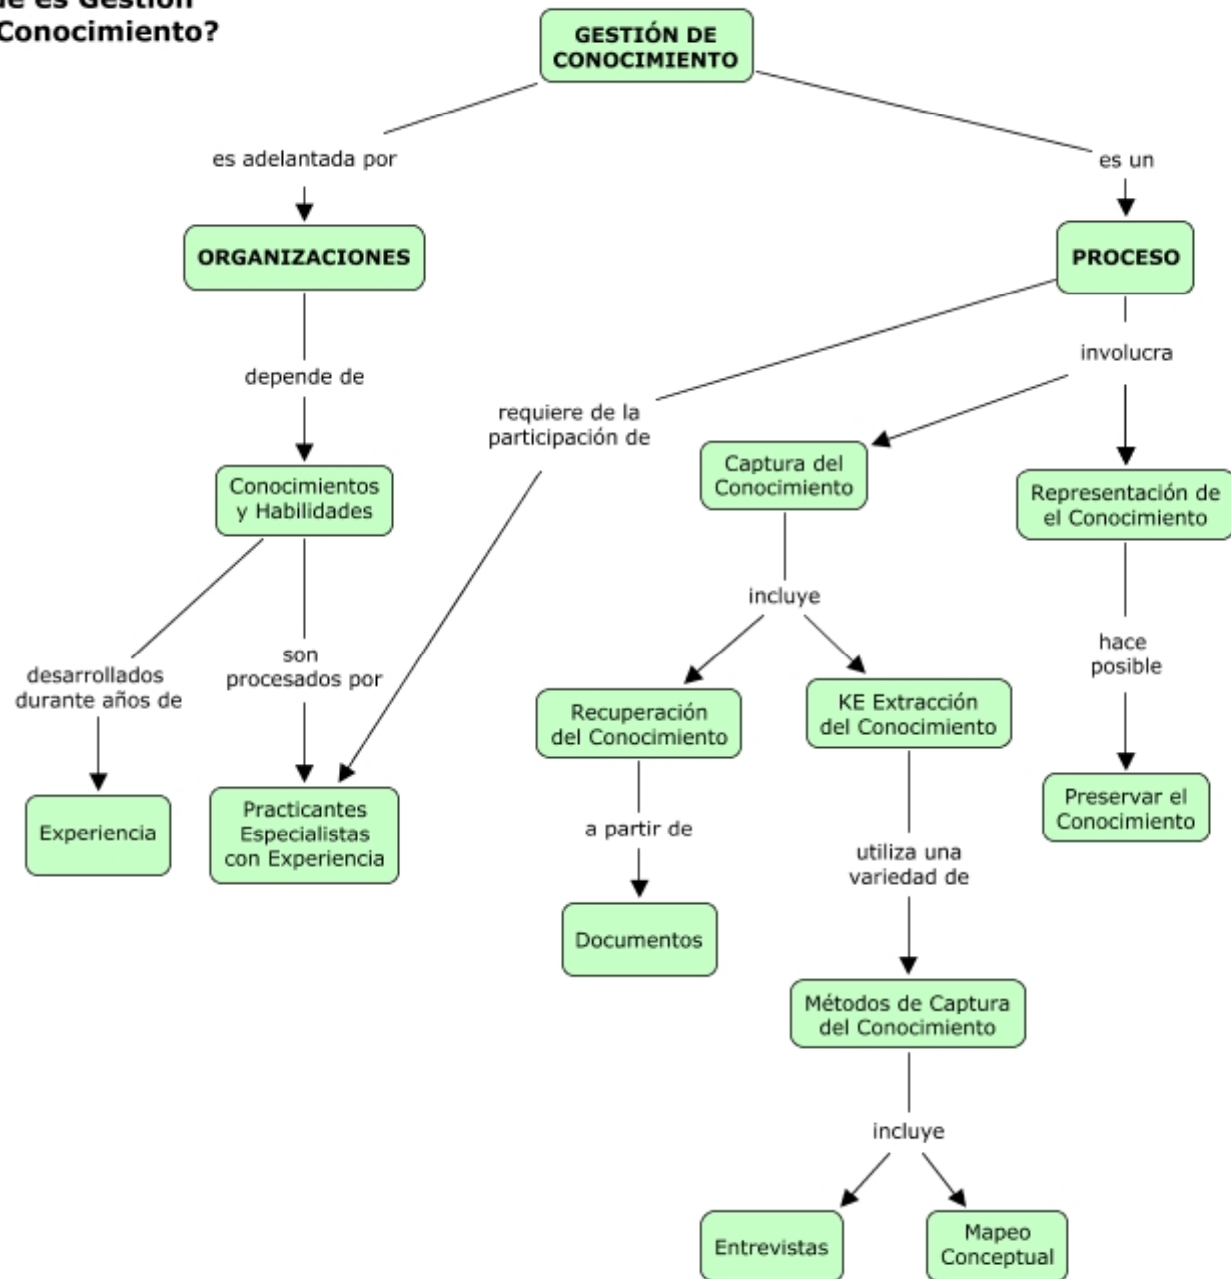 es Gestión
Conocimiento?
GESTIÓN DE
CONOCIMIENTO
es adelantada por
es un
ORGANIZACIONES
PROCESO
depende de
involucra
requiere de la
participación de
Captura del
Conocimiento
Representación de
el Conocimiento
Conocimientos
y Habilidades
incluye
hace
posible
desarrollados
durante años de
son
procesados por
Recuperación
del Conocimiento
KE Extracción
del Conocimiento
Preservar el
Conocimiento
Experiencia
Practicantes
Especialistas
con Experiencia
a partir de
utiliza una
variedad de
Documentos
Métodos de Captura
del Conocimiento
incluye
Entrevistas
Mapeo
Conceptual